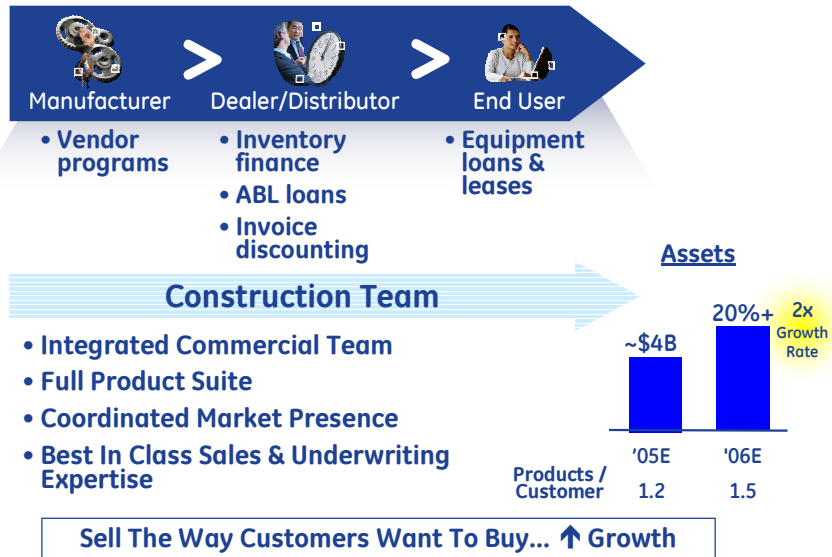 Manufacturer
Dealer/Distributor
End User
• Vendor
programs
• Inventory
finance
• ABL loans
• Invoice
discounting
• Equipment
loans &
leases
Construction Team
• Integrated Commercial Team
• Full Product Suite
• Coordinated Market Presence
• Best In Class Sales & Underwriting
Expertise
Assets
~$4B
20%+
2x
Growth
Rate
'05E
'06E
Products /
Customer
1.2
1.5
Sell The Way Customers Want To Buy... ↑ Growth